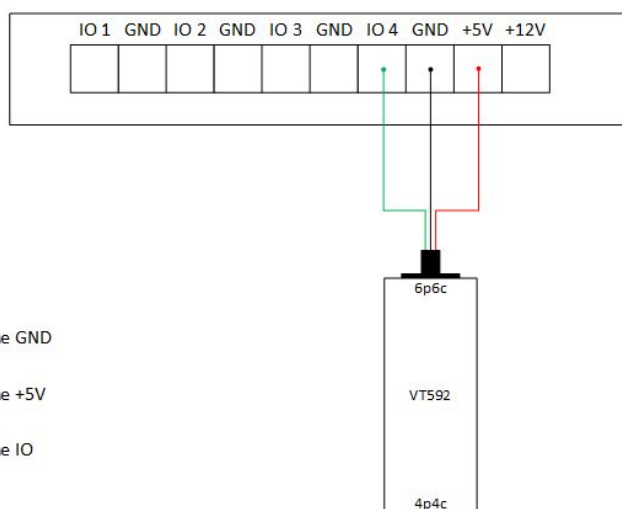 IO 1 GND IO 2 GND IO 3 GND IO 4 GND +5V +12V
6p6c
GND
VT592
+5V
IO
4p4c